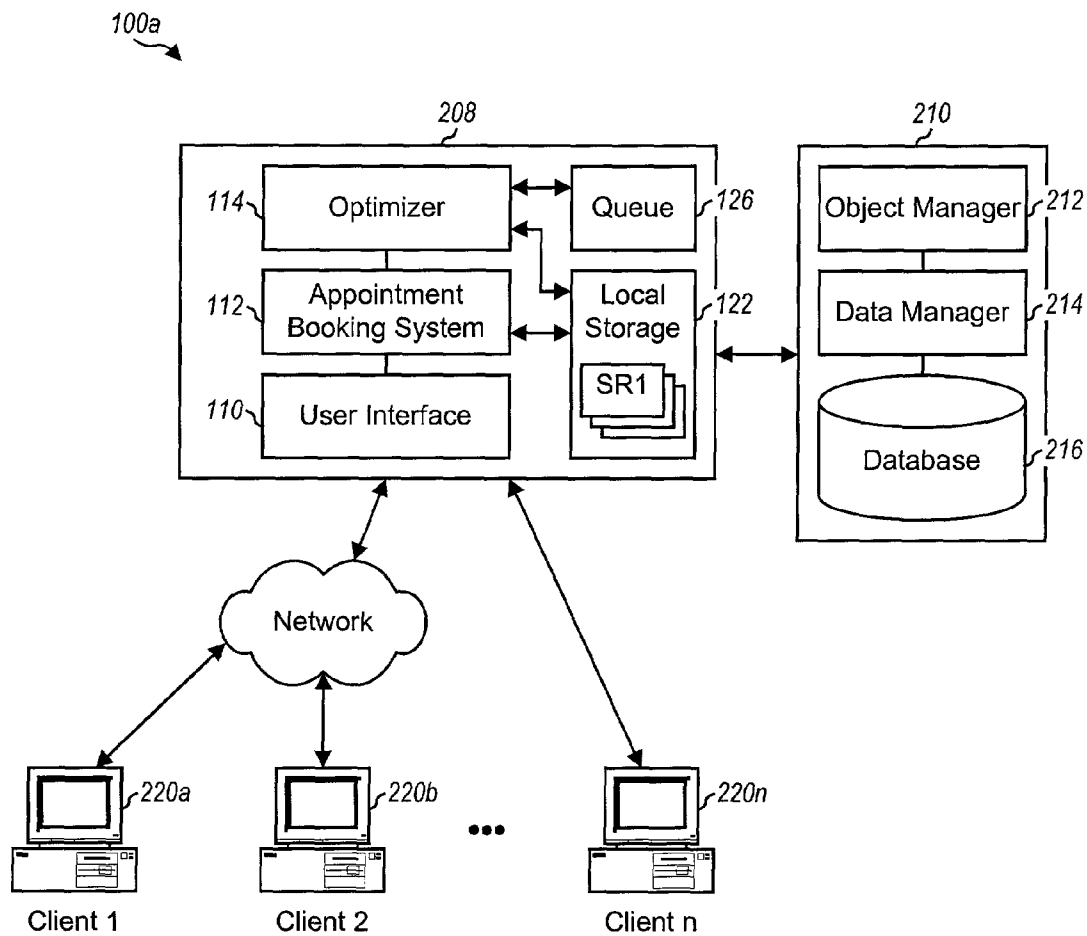 100a
208
210
114
Optimizer
Queue
126
Object Manager
212
112
Appointment
Booking System
Local
Storage
122
Data Manager
214
SR1
110
User Interface
Database
216
Network
220a
220b
220n
Client 1
Client 2
Client n